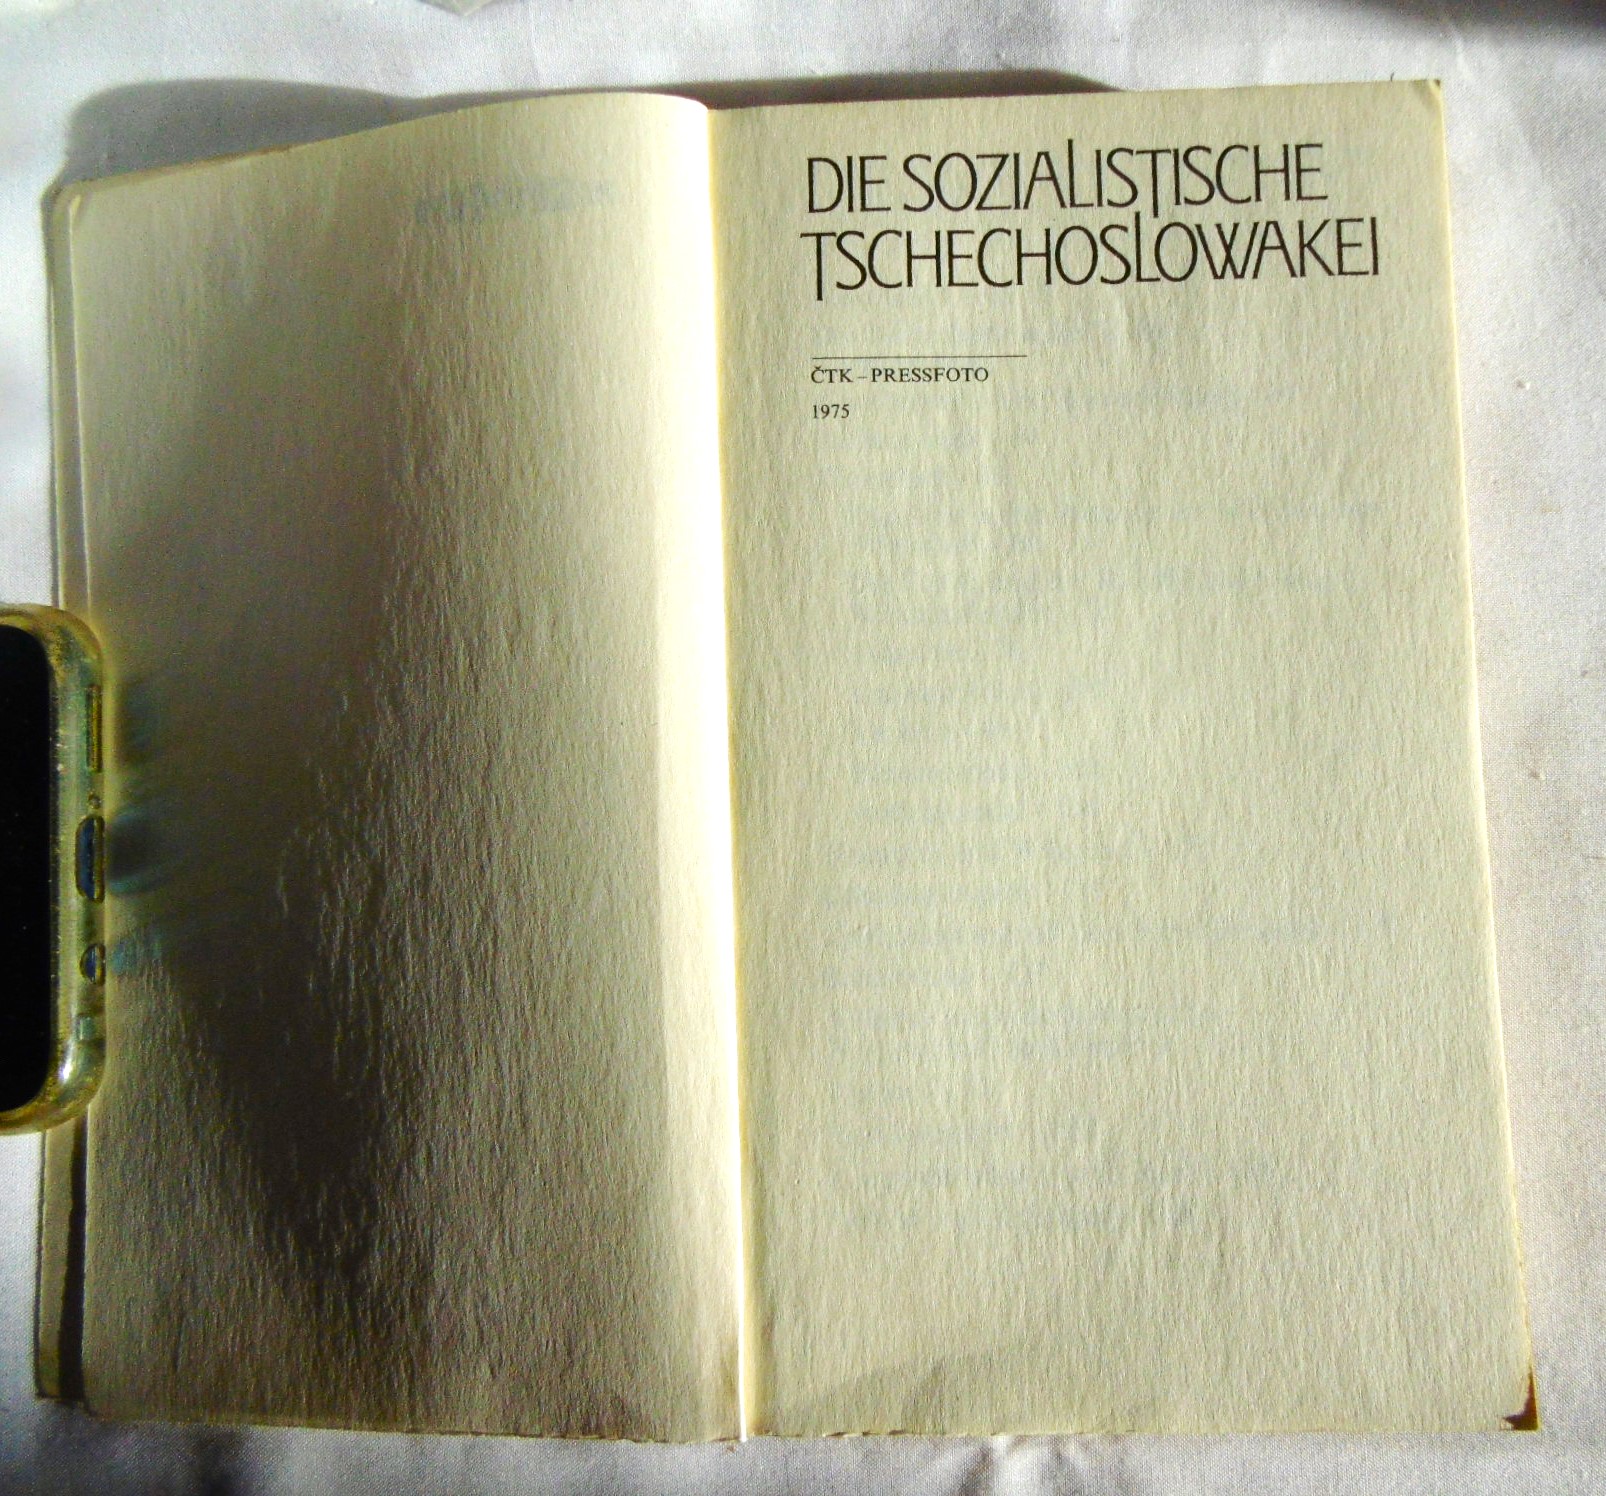 DIE SOZIALISTISCHE
TSCHECHOSLOWAKEI
ČTK – PRESSFOTO
1975